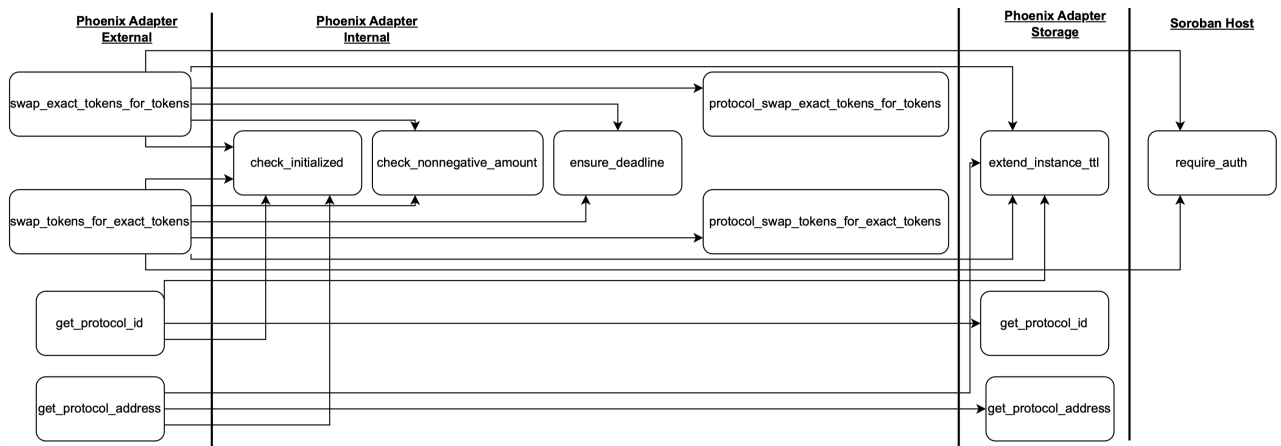 Phoenix Adapter
External
Phoenix Adapter
Internal
Phoenix Adapter
Storage
Soroban Host
swap_exact_tokens_for_tokens
protocol_swap_exact_tokens_for_tokens
check_initialized
check_nonnegative_amount
ensure_deadline
extend_instance_ttl
require_auth
swap_tokens_for_exact_tokens
protocol_swap_tokens_for_exact_tokens
get_protocol_id
get_protocol_id
get_protocol_address
get_protocol_address